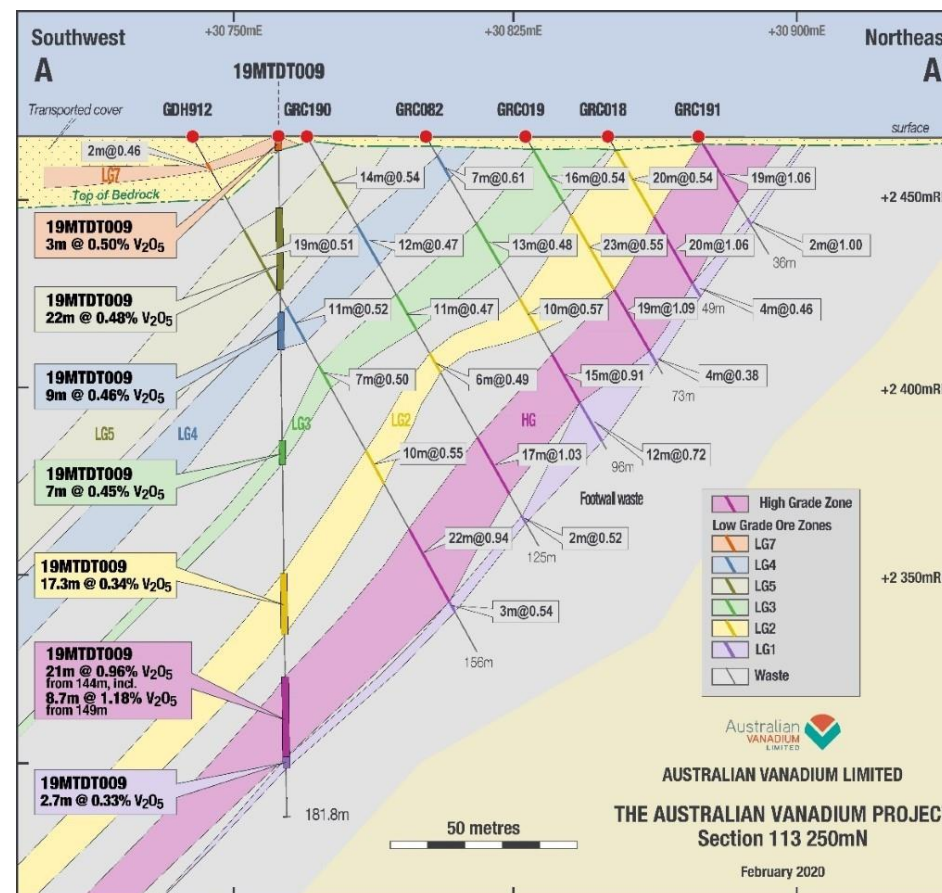 +30 750mE
+30 825mE
+30 900mE
Southwest
Northeas
A
A
19MTDT009
GDH912
GRC190
GRC082
GRC019
GRC018
GRC191
Transported cover
surface
2m@0.46
LG7
Top of Bedrock
14m@0.54
7m@0.61
16m@0.54
20m@0.54
19m@1.06
+2 450mR
19MTDT009
3m @ 0.50% V₂O₅
19m@0.51
12m@0.47
13m@0.48
23m@0.55
20m@1.06
2m@1.00
36m
19MTDT009
22m @ 0.48% V₂O₅
11m@0.52
11m@0.47
10m@0.57
19m@1.09
49m
4m@0.46
19MTDT009
9m @ 0.46% V₂O₅
7m@0.50
6m@0.49
15m@0.91
4m@0.38
73m
+2 400mR
LG5
LG4
LG3
LG2
HG
19MTDT009
7m @ 0.45% V₂O₅
10m@0.55
17m@1.03
12m@0.72
96m
Footwall waste
22m@0.94
2m@0.52
125m
High Grade Zone
Low Grade Ore Zones
LG7
LG4
LG5
LG3
LG2
LG1
Waste
19MTDT009
17.3m @ 0.34% V₂O₅
+2 350mR
3m@0.54
156m
19MTDT009
21m @ 0.96% V₂O₅
from 144m, incl.
8.7m @ 1.18% V₂O₅
from 149m
19MTDT009
2.7m @ 0.33% V₂O₅
181.8m
50 metres
Australian
VANADIUM
LIMITED
AUSTRALIAN VANADIUM LIMITED
THE AUSTRALIAN VANADIUM PROJEC
Section 113 250mN
February 2020